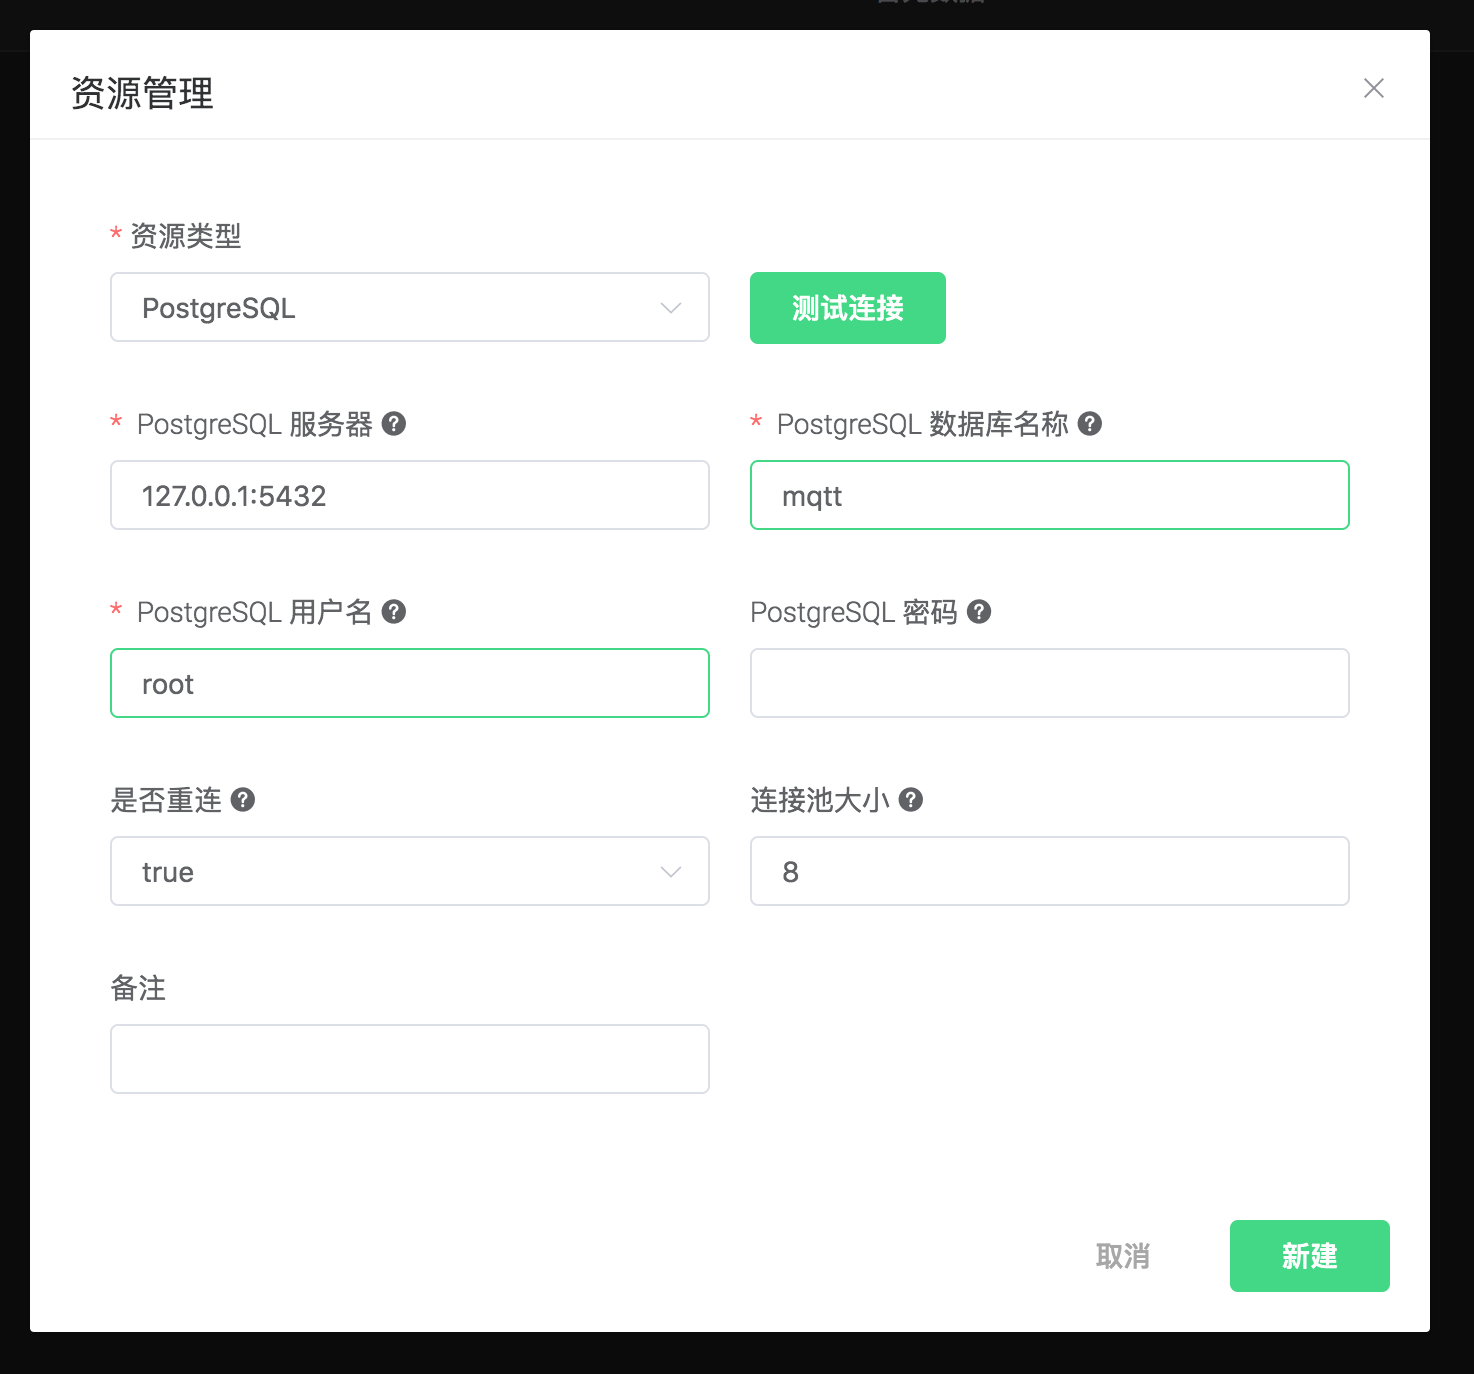 资源管理
* 资源类型
PostgreSQL
测试连接
* PostgreSQL 服务器
* PostgreSQL 数据库名称
127.0.0.1:5432
mqtt
* PostgreSQL 用户名
PostgreSQL 密码
root
是否重连
连接池大小
true
8
备注
取消
新建